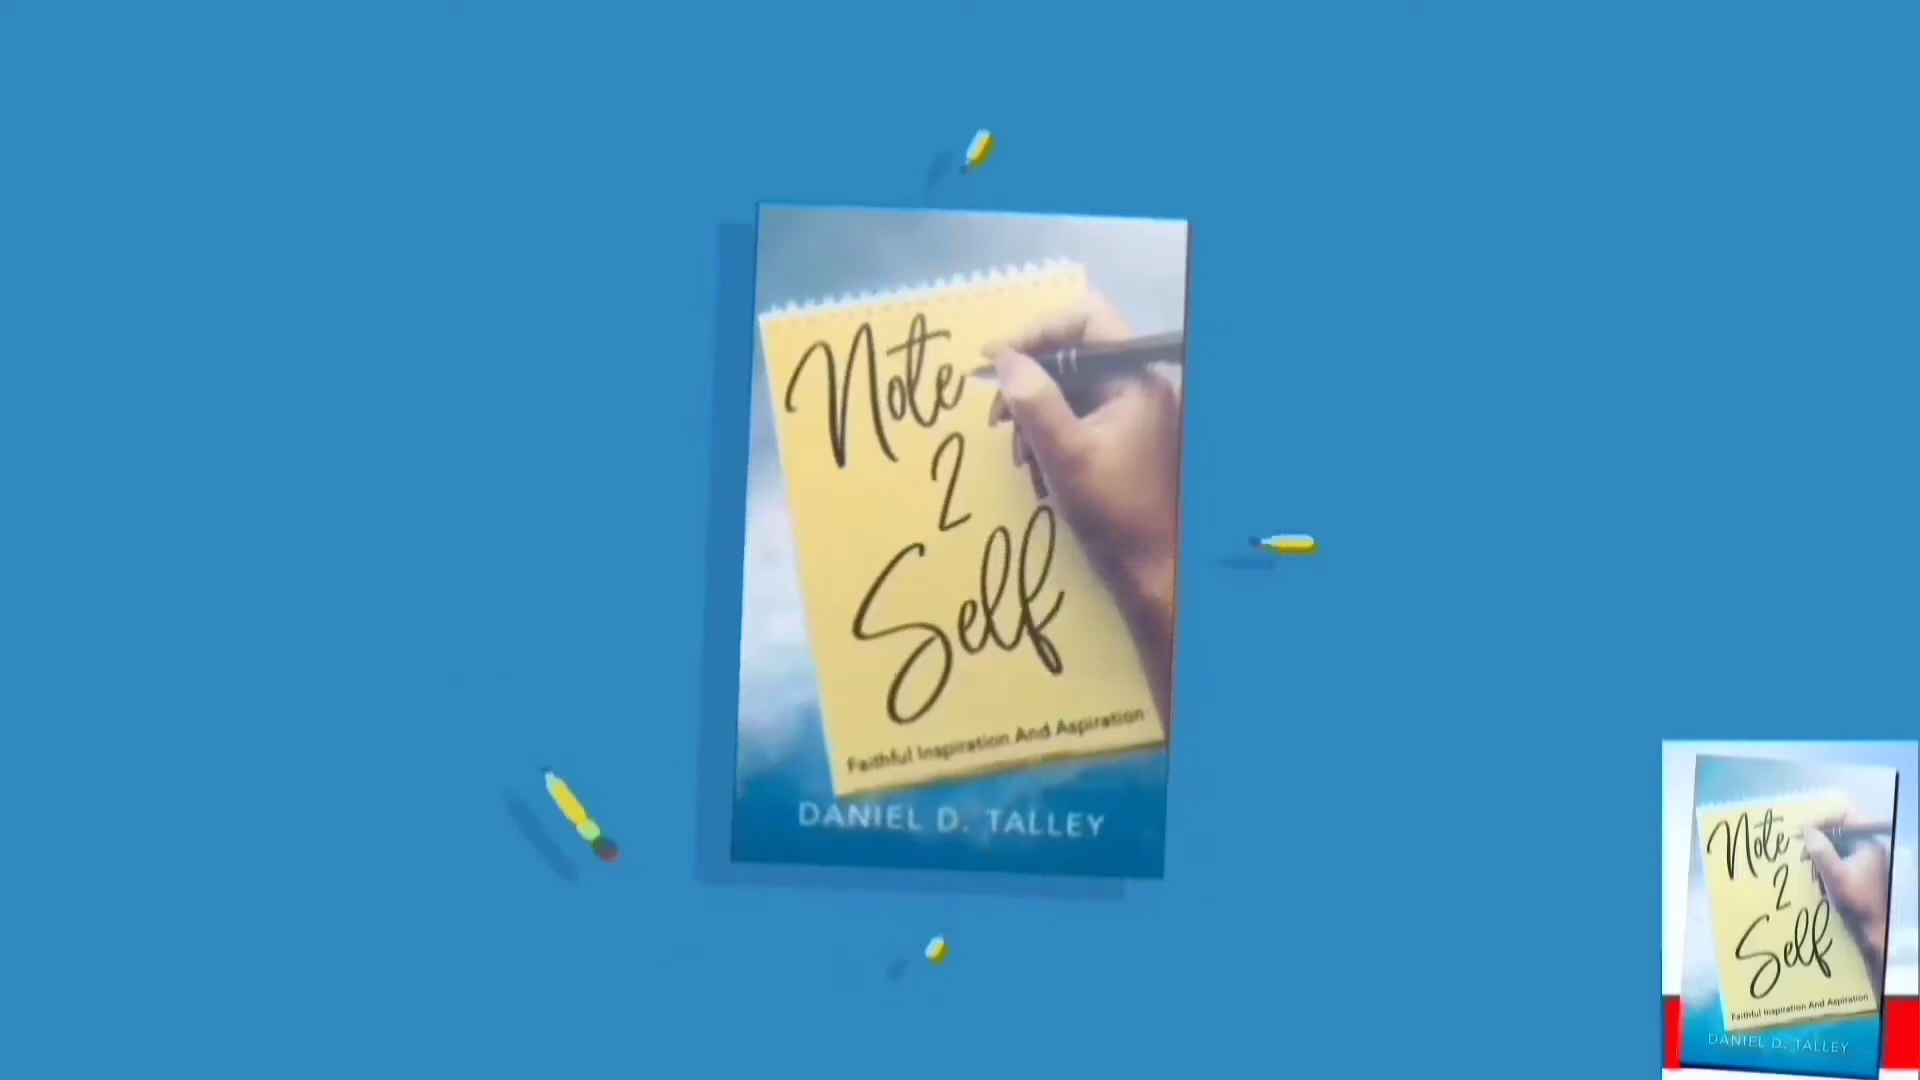 Note
2
Self
Faithful Inspiration And Aspiration
DANIEL D. TALLEY
Note
2
Self
Faithful Inspiration And Aspiration
DANIEL D. TALLEY